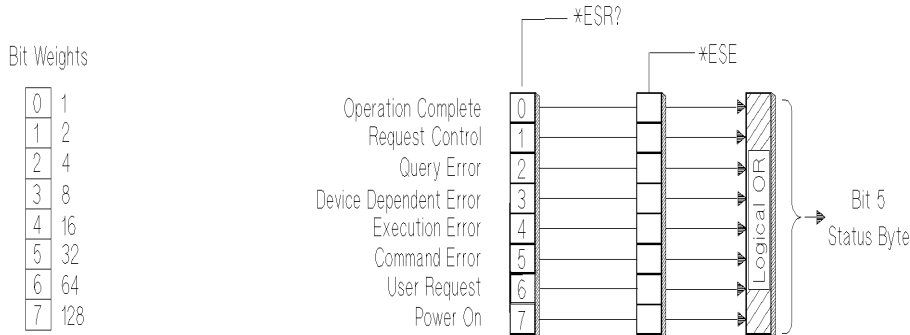 *ESR?
*ESE
Bit Weights
0 1
1 2
2 4
3 8
4 16
5 32
6 64
7 128
Operation Complete 0
Request Control 1
Query Error 2
Device Dependent Error 3
Execution Error 4
Command Error 5
User Request 6
Power On 7
Logical OR
Bit 5
Status Byte